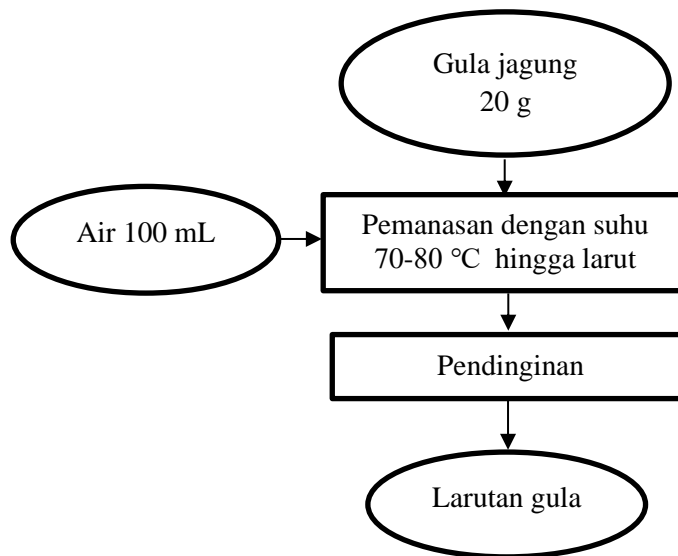 Gula jagung
20 g
Air 100 mL
Pemanasan dengan suhu
70-80 °C hingga larut
Pendinginan
Larutan gula